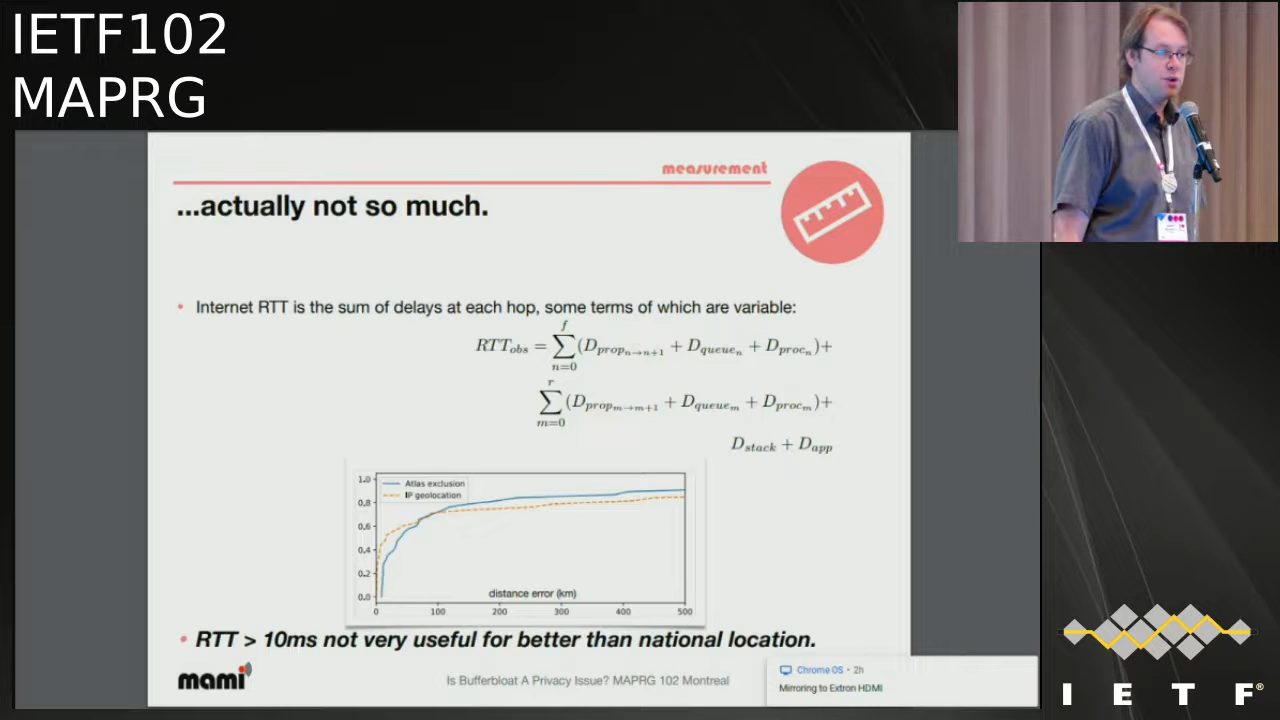 IETF102
MAPRG
measurement
...actually not so much.
• Internet RTT is the sum of delays at each hop, some terms of which are variable:
f
RTT_obs = ∑ (D_prop_n→n+1 + D_queue_n + D_proc_n)+
n=0
r
∑ (D_prop_m→m+1 + D_queue_m + D_proc_m)+
m=0
D_stack + D_app
1.0
Atlas exclusion
IP geolocation
0.8
0.6
0.4
0.2
distance error (km)
0.0
0 100 200 300 400 500
• RTT > 10ms not very useful for better than national location.
mami
Is Bufferbloat A Privacy Issue? MAPRG 102 Montreal
Chrome OS • 2h
Mirroring to Extron HDMI
I E T F®